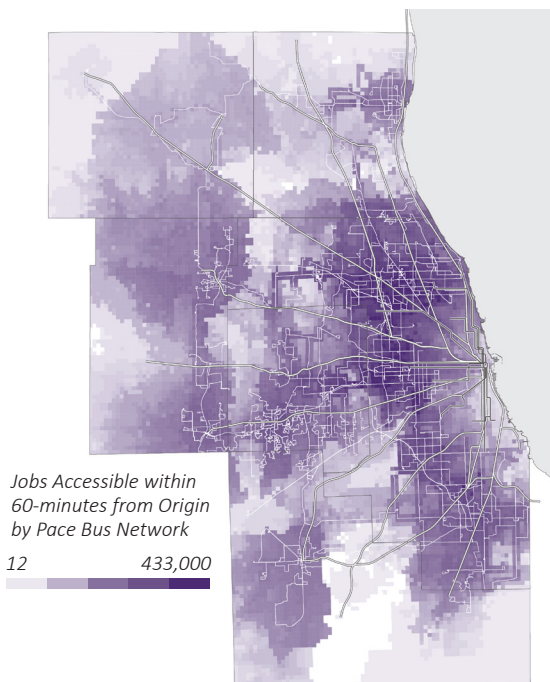 Jobs Accessible within
60-minutes from Origin
by Pace Bus Network
12 433,000